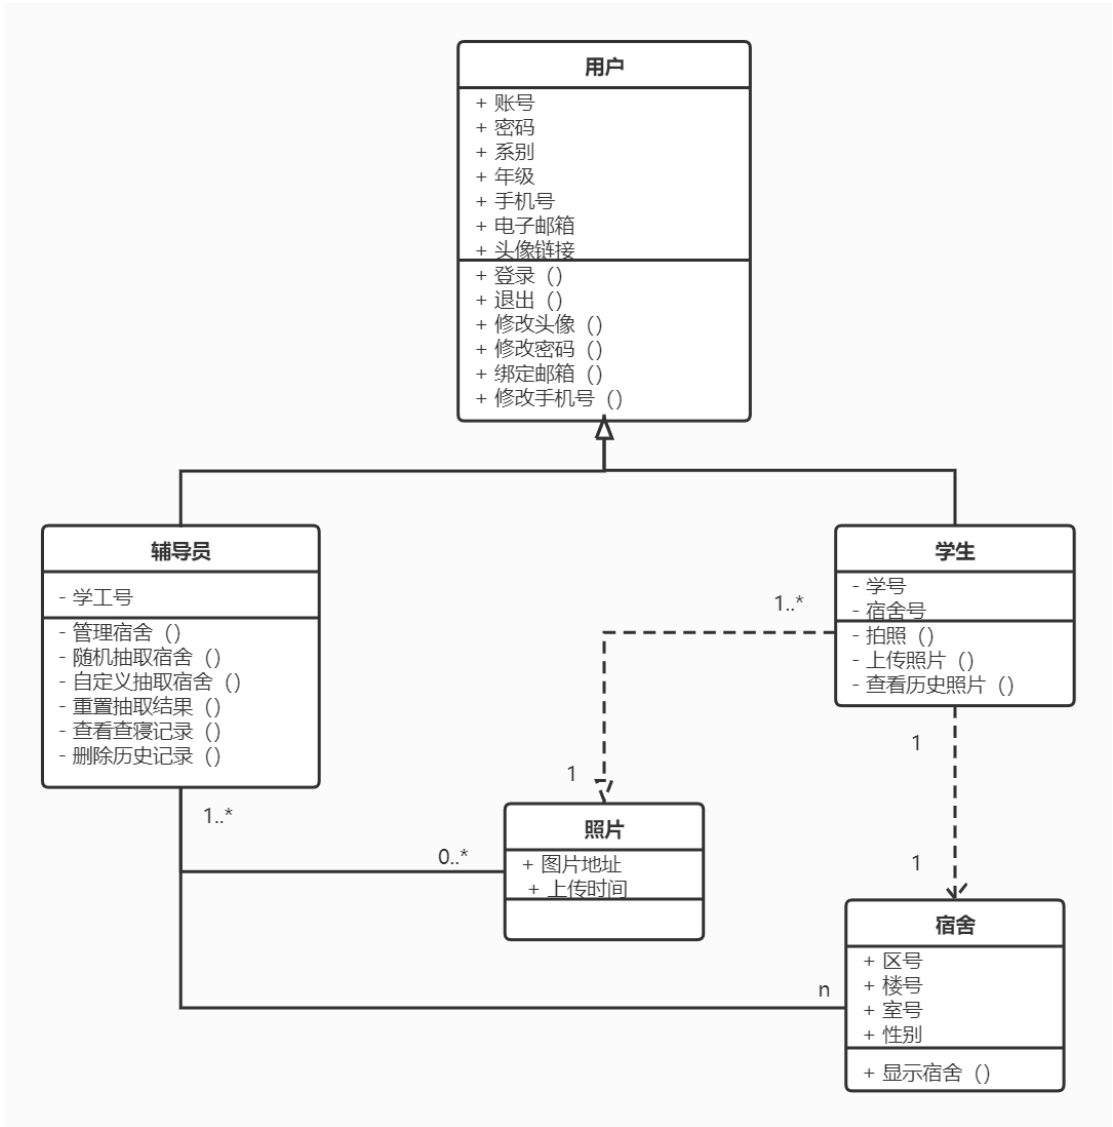 用户
+ 账号
+ 密码
+ 系别
+ 年级
+ 手机号
+ 电子邮箱
+ 头像链接
+ 登录（）
+ 退出（）
+ 修改头像（）
+ 修改密码（）
+ 绑定邮箱（）
+ 修改手机号（）
辅导员
- 学工号
- 管理宿舍（）
- 随机抽取宿舍（）
- 自定义抽取宿舍（）
- 重置抽取结果（）
- 查看查寝记录（）
- 删除历史记录（）
学生
- 学号
- 宿舍号
- 拍照（）
- 上传照片（）
- 查看历史照片（）
1..*
1
1
1..*
0..*
照片
+ 图片地址
+ 上传时间
1
n
宿舍
+ 区号
+ 楼号
+ 室号
+ 性别
+ 显示宿舍（）